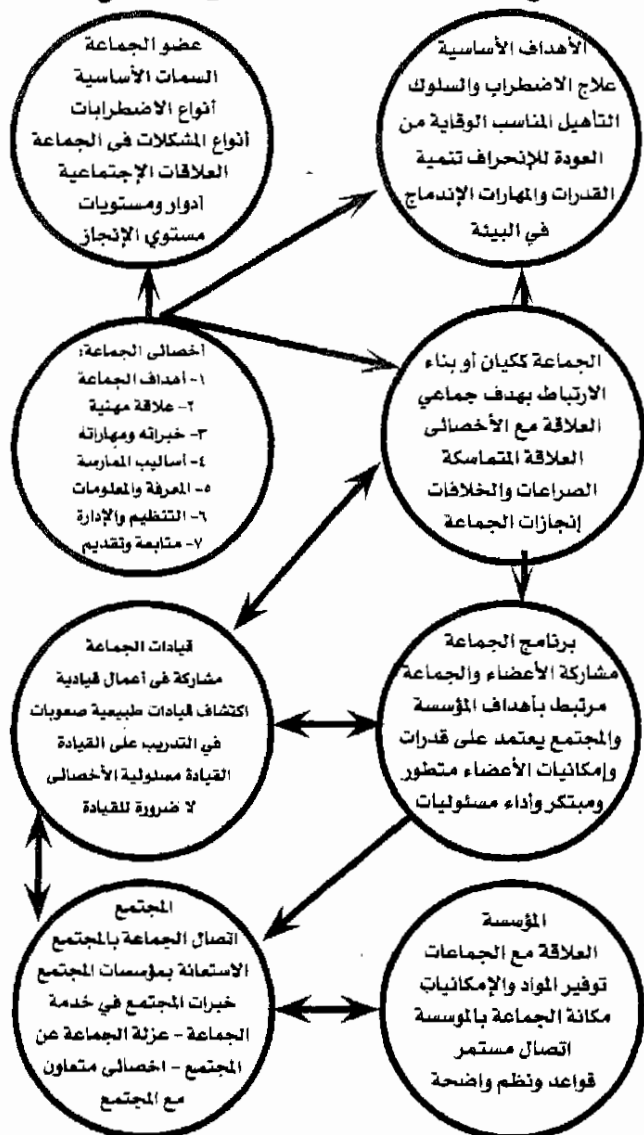 الأهداف الأساسية
علاج الاضطراب والسلوك
التأهيل المناسب الوقاية من
العودة للإنحراف تنمية
القدرات والمهارات الإندماج
في البيئة
عضو الجماعة
السمات الأساسية
أنواع الاضطرابات
أنواع المشكلات فى الجماعة
العلاقات الإجتماعية
أدوار ومستويات
مستوي الإنجاز
الجماعة ككيان أو بناء
الارتباط بهدف جماعي
العلاقة مع الأخصائى
العلاقة المتماسكة
الصراعات والخلافات
إنجازات الجماعة
أخصائى الجماعة:
١- أهداف الجماعة
٢- علاقة مهنية
٣- خبراته ومهاراته
٤- أساليب الممارسة
٥- المعرفة والمعلومات
٦- التنظيم والإدارة
٧- متابعة وتقديم
برنامج الجماعة
مشاركة الأعضاء والجماعة
مرتبط بأهداف المؤسسة
والمجتمع يعتمد على قدرات
وإمكانيات الأعضاء متطور
ومبتكر وأداء مسئوليات
قيادات الجماعة
مشاركة فى أعمال قيادية
اكتشاف قيادات طبيعية صعوبات
في التدريب على القيادة
القيادة مسئولية الأخصائى
لا ضرورة للقيادة
المؤسسة
العلاقة مع الجماعات
توفير المواد والإمكانيات
مكانة الجماعة بالموسسة
اتصال مستمر
قواعد ونظم واضحة
المجتمع
اتصال الجماعة بالمجتمع
الاستعانة بمؤسسات المجتمع
خبرات المجتمع في خدمة
الجماعة - عزلة الجماعة عن
المجتمع - اخصائى متعاون
مع المجتمع